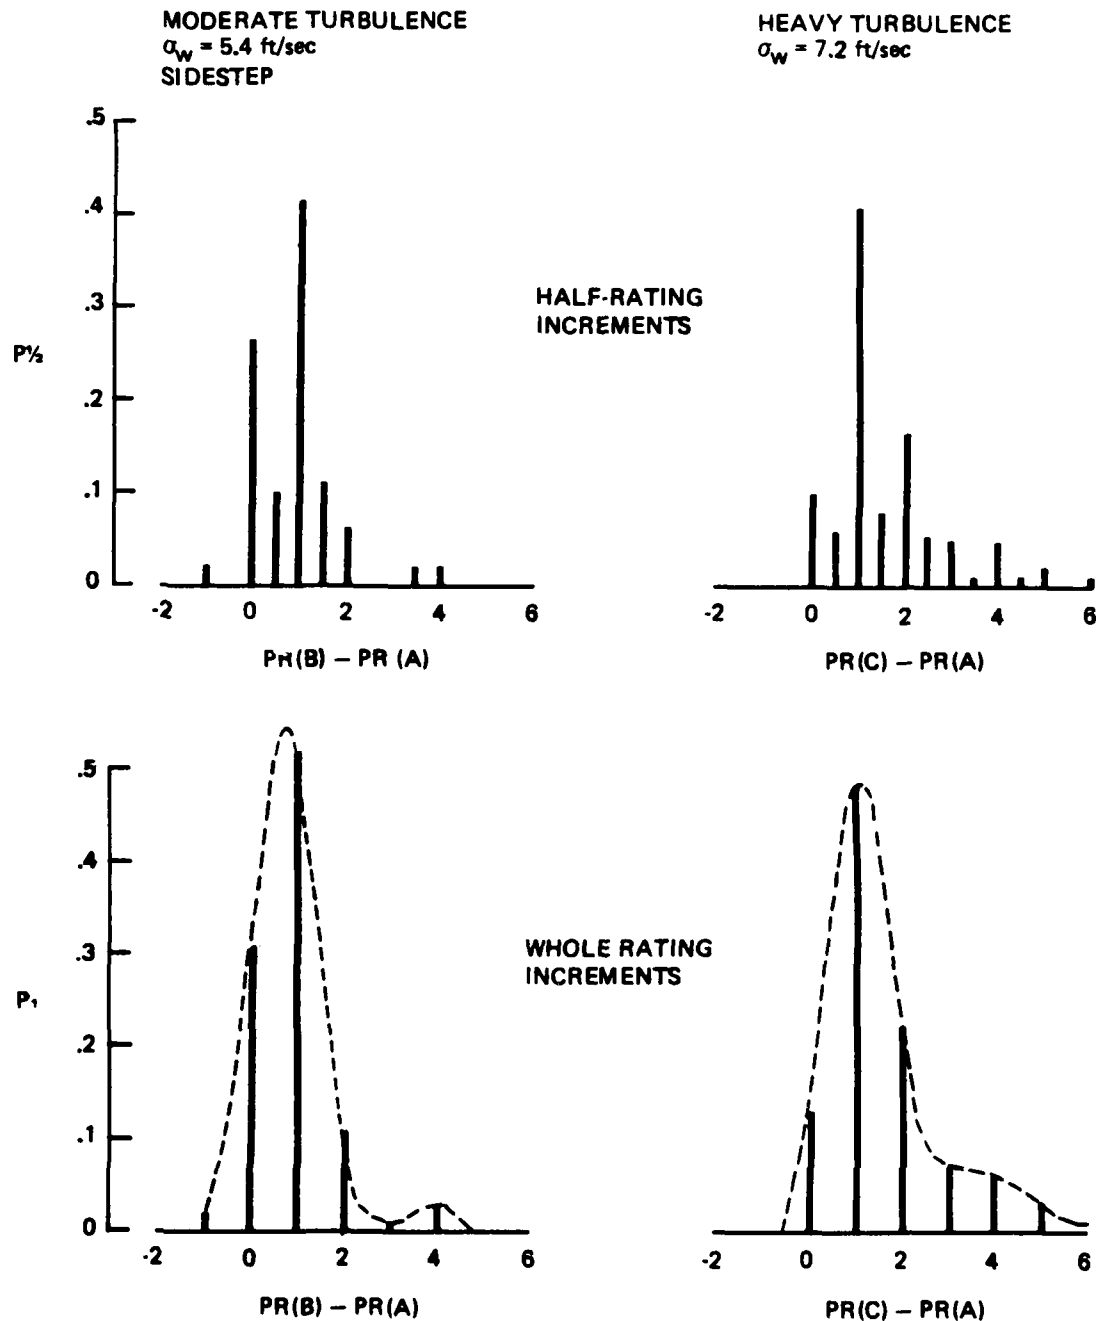 MODERATE TURBULENCE
σw = 5.4 ft/sec
SIDESTEP
HEAVY TURBULENCE
σw = 7.2 ft/sec
.5
.4
.3
.2
.1
0
P½
HALF-RATING
INCREMENTS
-2 0 2 4 6
PR(B) – PR (A)
-2 0 2 4 6
PR(C) – PR(A)
.5
.4
.3
.2
.1
0
P₁
WHOLE RATING
INCREMENTS
-2 0 2 4 6
PR(B) – PR(A)
-2 0 2 4 6
PR(C) – PR(A)